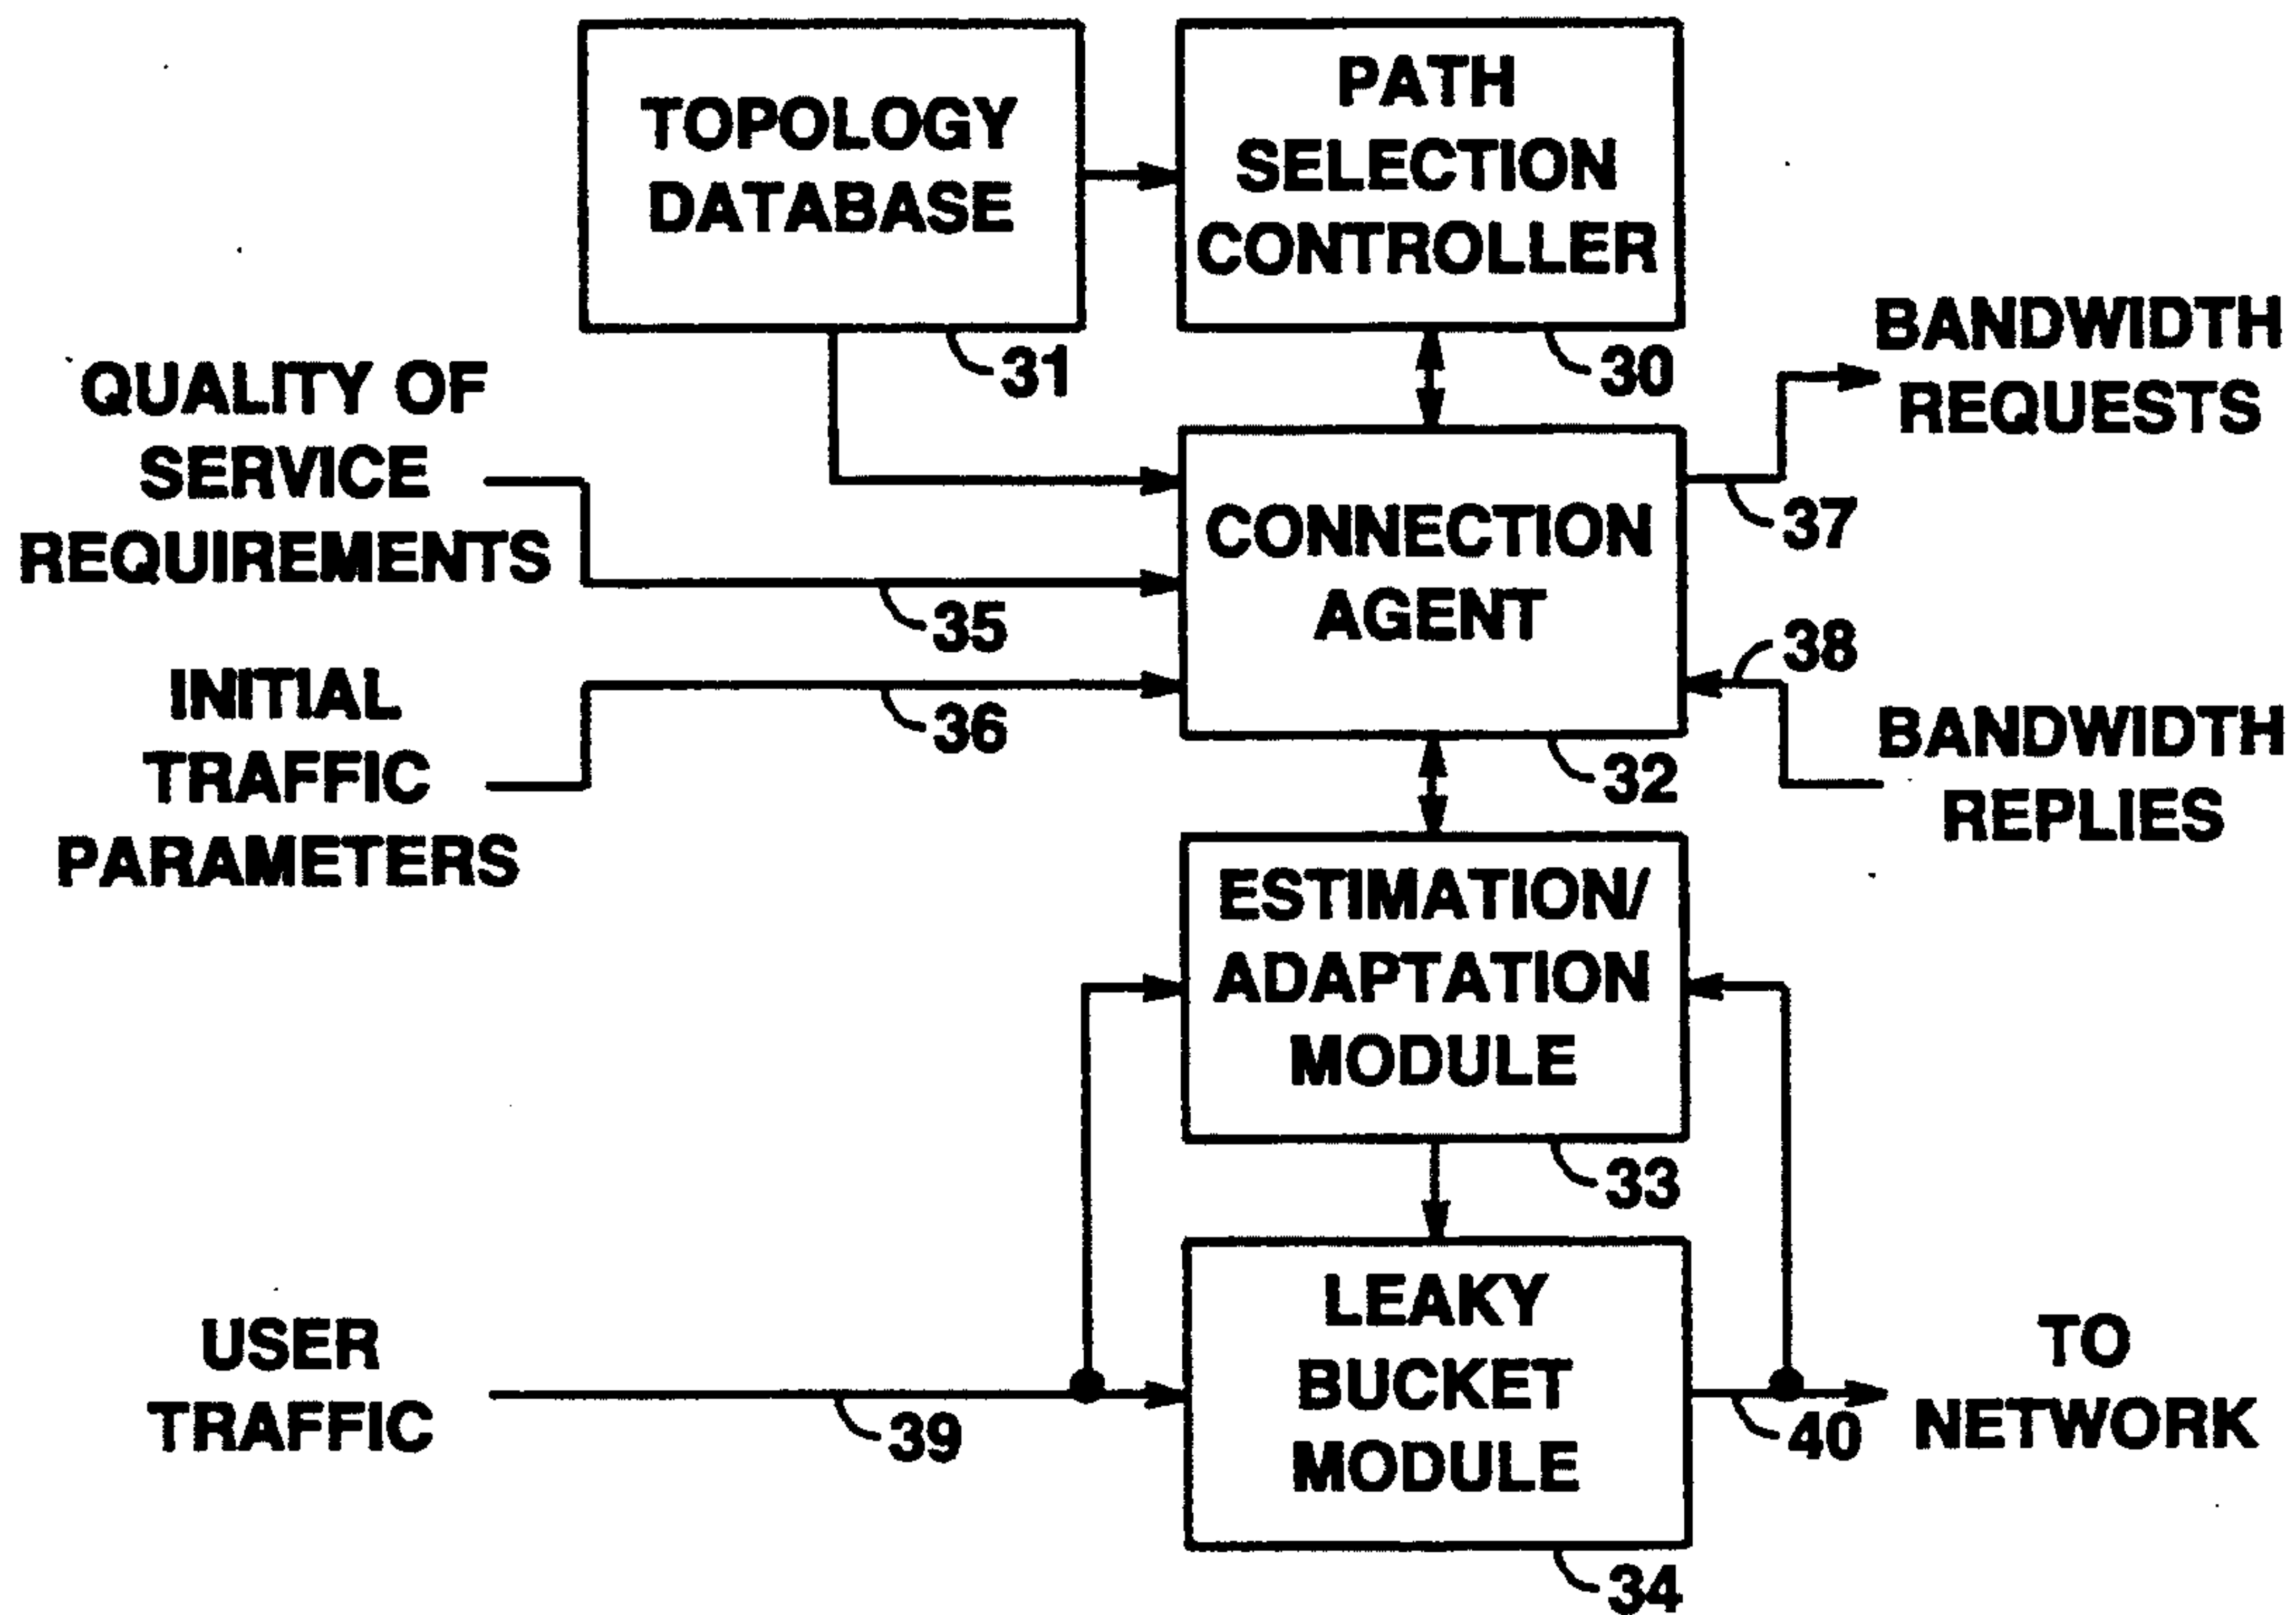 TOPOLOGY
DATABASE
31
PATH
SELECTION
CONTROLLER
30
QUALITY OF
SERVICE
REQUIREMENTS
35
INITIAL
TRAFFIC
PARAMETERS
36
CONNECTION
AGENT
32
BANDWIDTH
REQUESTS
37
38
BANDWIDTH
REPLIES
ESTIMATION/
ADAPTATION
MODULE
33
USER
TRAFFIC
39
LEAKY
BUCKET
MODULE
34
40
TO
NETWORK